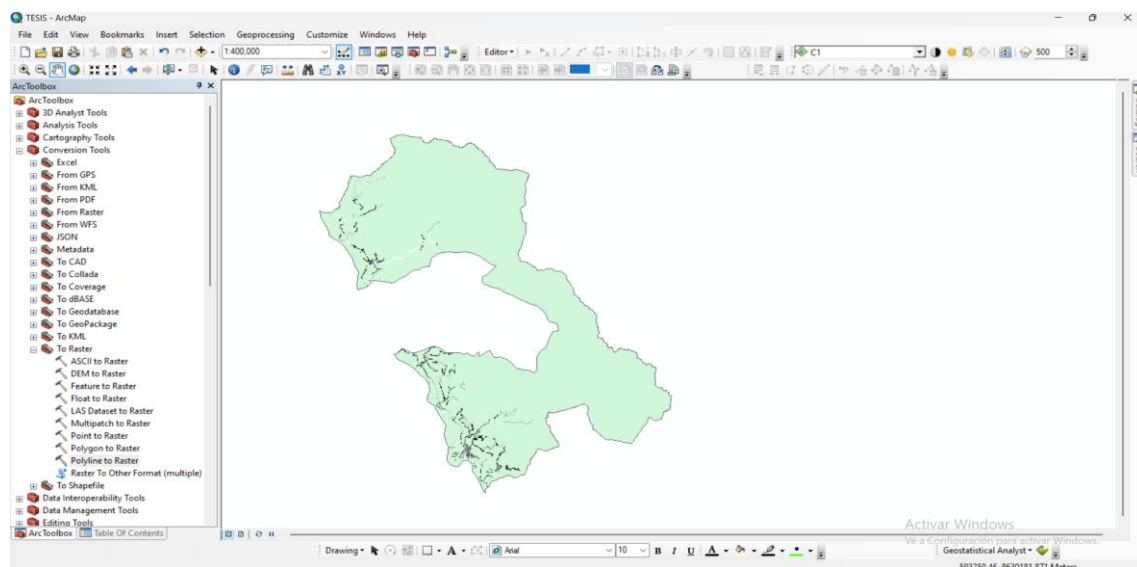 TESIS - ArcMap
File Edit View Bookmarks Insert Selection Geoprocessing Customize Windows Help
1:400,000 Editor C1 500
ArcToolbox
ArcToolbox
3D Analyst Tools
Analysis Tools
Cartography Tools
Conversion Tools
Excel
From GPS
From KML
From PDF
From Raster
From WFS
JSON
Metadata
To CAD
To Collada
To Coverage
To dBASE
To Geodatabase
To GeoPackage
To KML
To Raster
ASCII to Raster
DEM to Raster
Feature to Raster
Float to Raster
LAS Dataset to Raster
Multipatch to Raster
Point to Raster
Polygon to Raster
Polyline to Raster
Raster To Other Format (multiple)
To Shapefile
Data Interoperability Tools
Data Management Tools
Editing Tools
ArcToolbox Table Of Contents
Activar Windows
Ve a Configuración para activar Windows.
Drawing A Arial 10 B I U A Geostatistical Analyst
593259.46 8630181.871 Meters